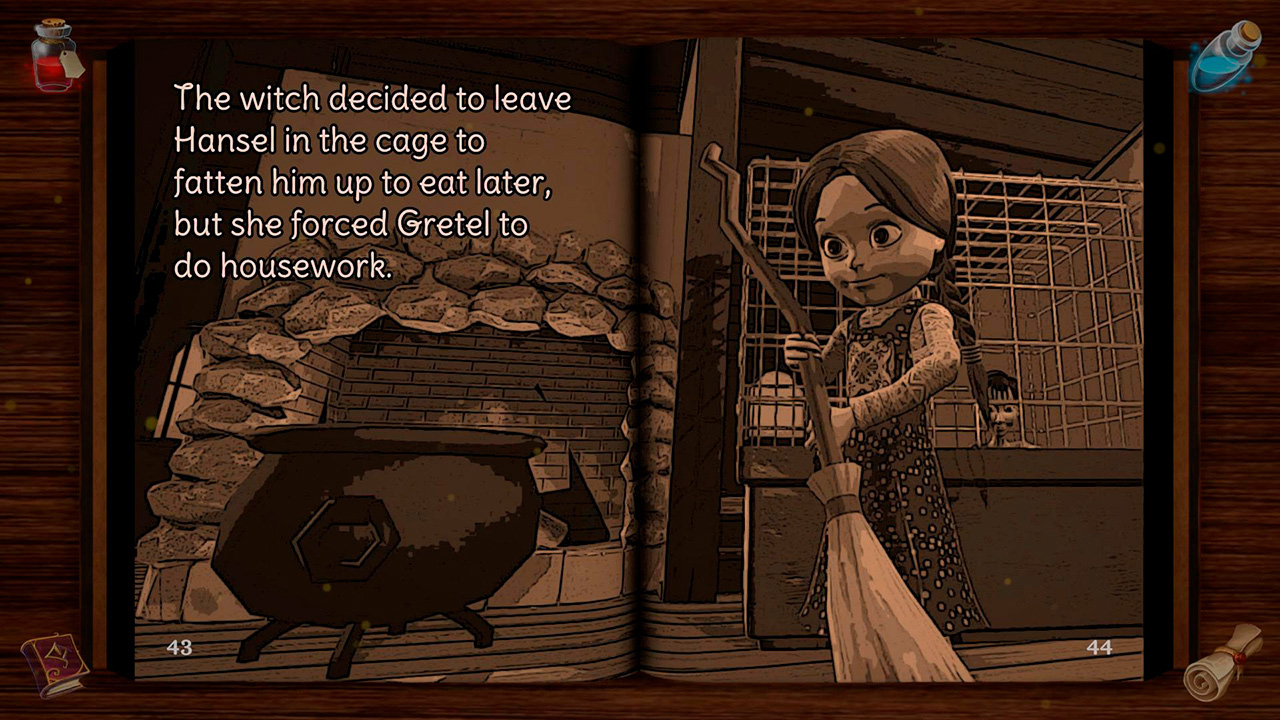 The witch decided to leave
Hansel in the cage to
fatten him up to eat later,
but she forced Gretel to
do housework.
43
44